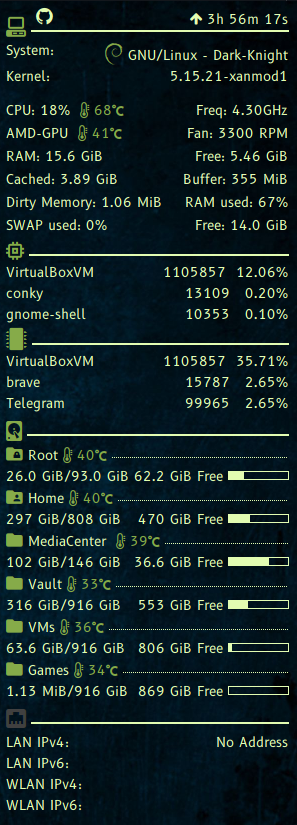 3h 56m 17s
System: GNU/Linux - Dark-Knight
Kernel: 5.15.21-xanmod1
CPU: 18% 68℃ Freq: 4.30GHz
AMD-GPU 41℃ Fan: 3300 RPM
RAM: 15.6 GiB Free: 5.46 GiB
Cached: 3.89 GiB Buffer: 355 MiB
Dirty Memory: 1.06 MiB RAM used: 67%
SWAP used: 0% Free: 14.0 GiB
VirtualBoxVM 1105857 12.06%
conky 13109 0.20%
gnome-shell 10353 0.10%
VirtualBoxVM 1105857 35.71%
brave 15787 2.65%
Telegram 99965 2.65%
Root 40℃
26.0 GiB/93.0 GiB 62.2 GiB Free
Home 40℃
297 GiB/808 GiB 470 GiB Free
MediaCenter 39℃
102 GiB/146 GiB 36.6 GiB Free
Vault 33℃
316 GiB/916 GiB 553 GiB Free
VMs 36℃
63.6 GiB/916 GiB 806 GiB Free
Games 34℃
1.13 MiB/916 GiB 869 GiB Free
LAN IPv4: No Address
LAN IPv6:
WLAN IPv4:
WLAN IPv6: